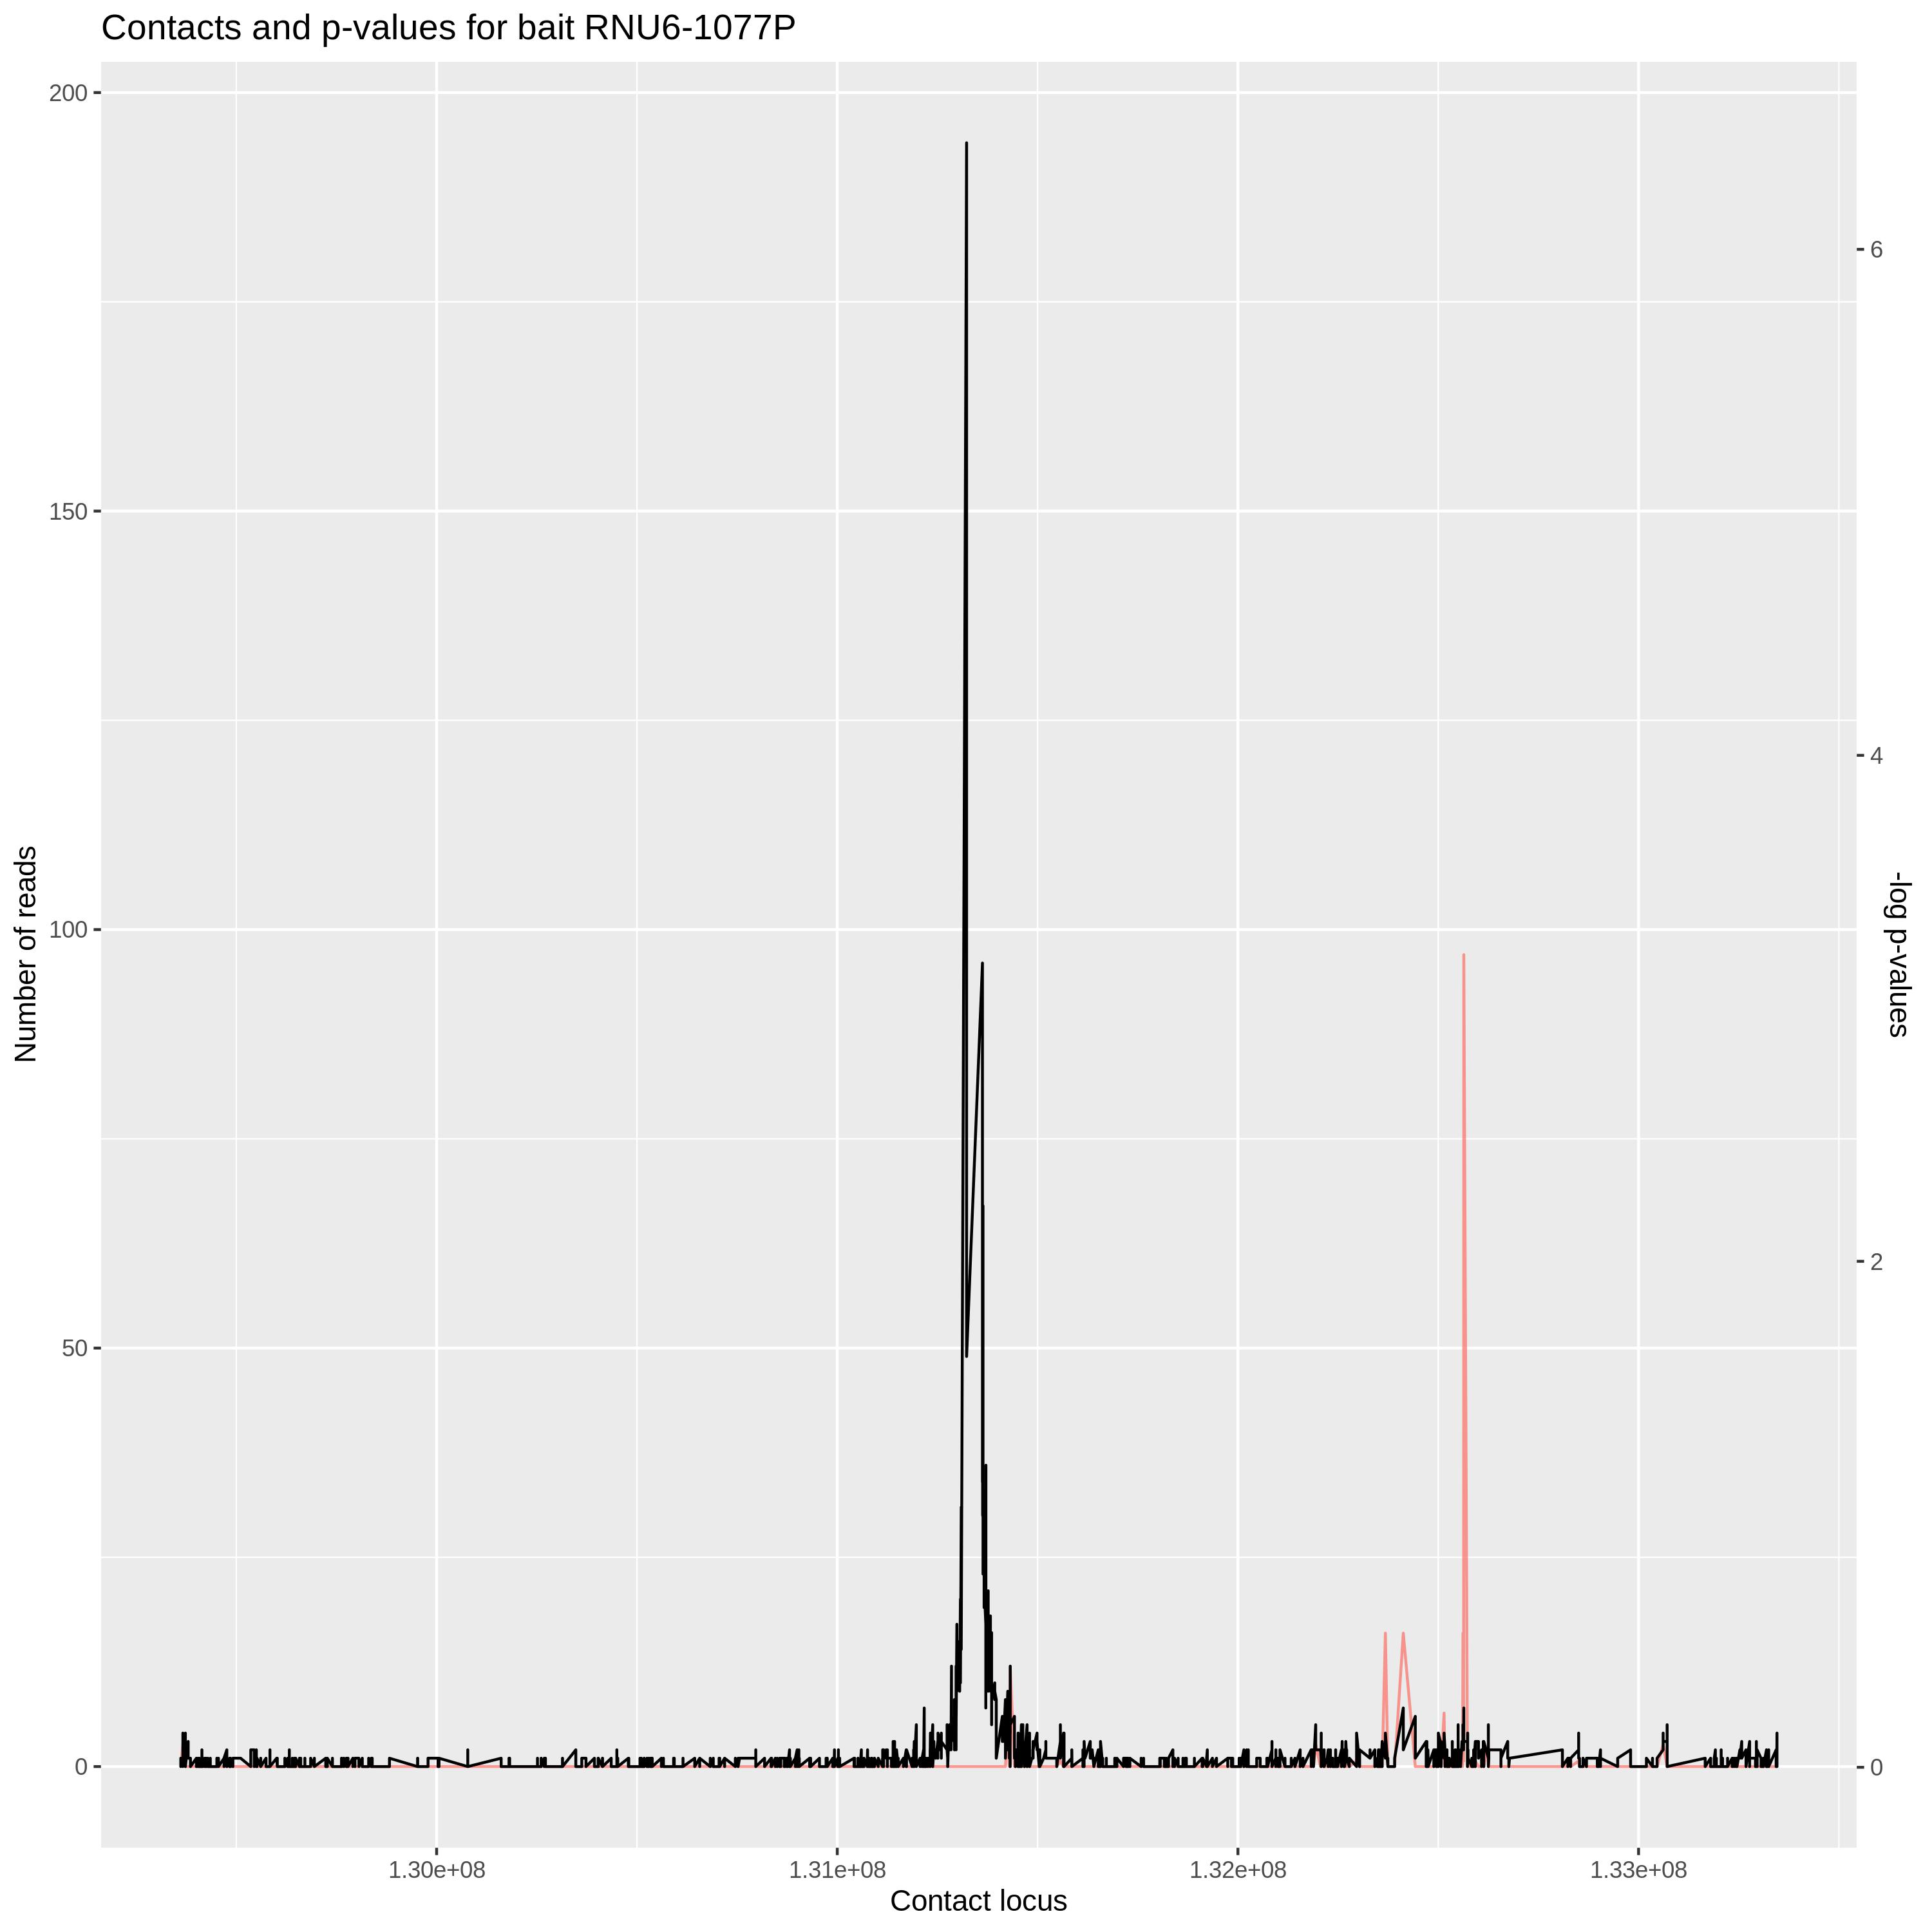 Contacts and p-values for bait RNU6-1077P
200
150
100
50
0
6
4
2
0
Number of reads
-log p-values
1.30e+08
1.31e+08
1.32e+08
1.33e+08
Contact locus